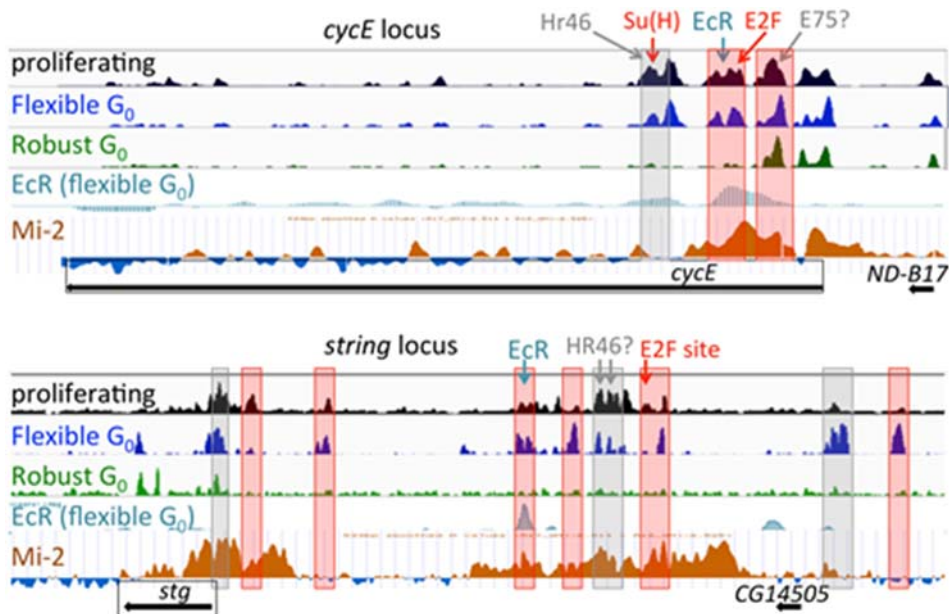 cycE locus
Hr46 Su(H) EcR E2F E75?
proliferating
Flexible G0
Robust G0
EcR (flexible G0)
Mi-2
cycE ND-B17
string locus
EcR HR46? E2F site
proliferating
Flexible G0
Robust G0
EcR (flexible G0)
Mi-2
stg CG14505